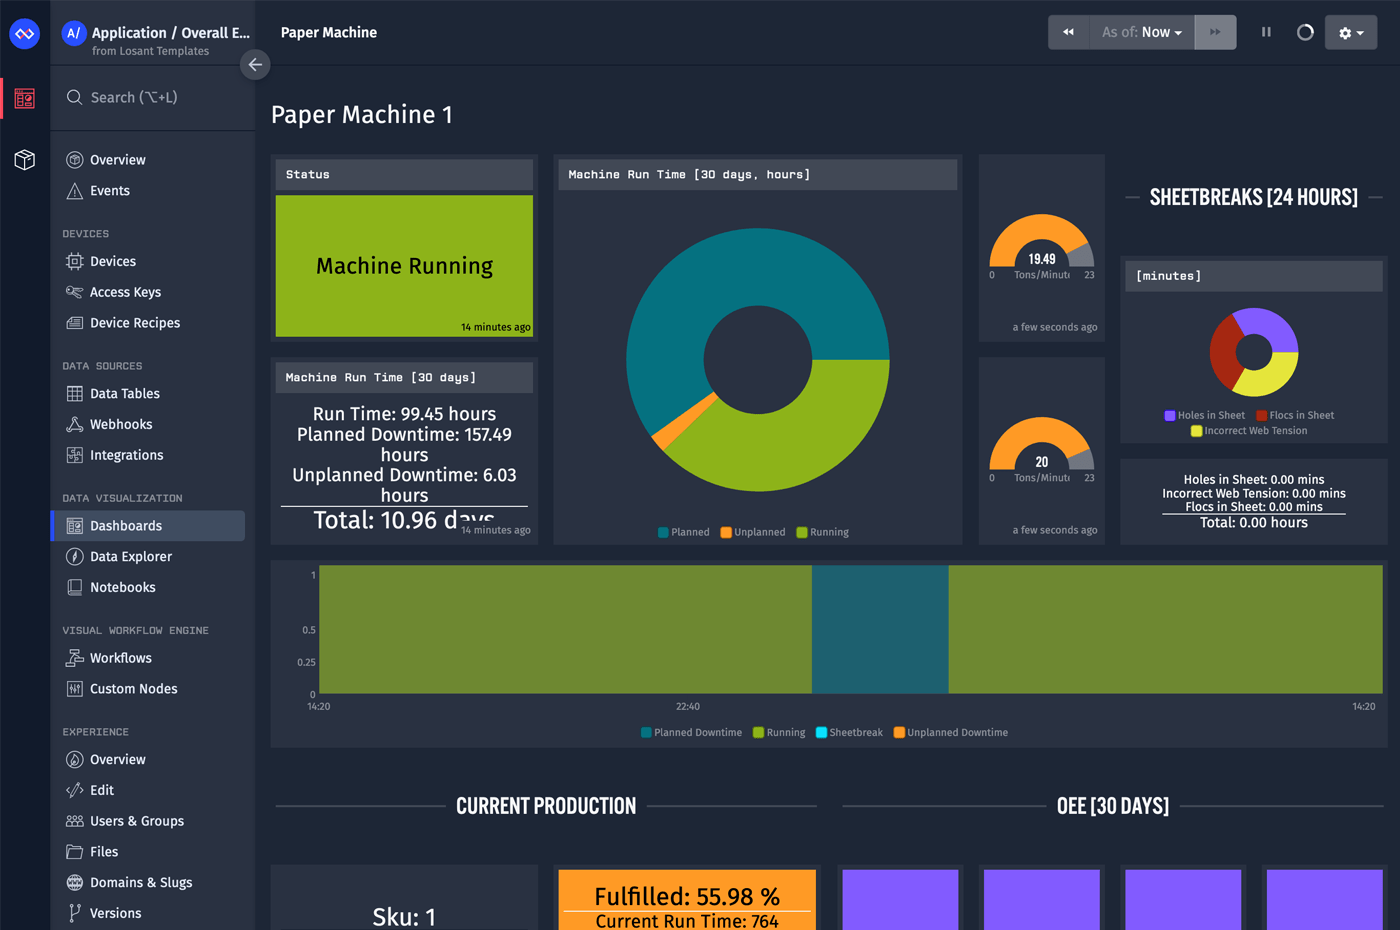 A/
Application / Overall E...
from Losant Templates
Paper Machine
As of: Now
Search (⌥+L)
Overview
Events
DEVICES
Devices
Access Keys
Device Recipes
DATA SOURCES
Data Tables
Webhooks
Integrations
DATA VISUALIZATION
Dashboards
Data Explorer
Notebooks
VISUAL WORKFLOW ENGINE
Workflows
Custom Nodes
EXPERIENCE
Overview
Edit
Users & Groups
Files
Domains & Slugs
Versions
Paper Machine 1
Status
Machine Running
14 minutes ago
Machine Run Time [30 days]
Run Time: 99.45 hours
Planned Downtime: 157.49
hours
Unplanned Downtime: 6.03
hours
Total: 10.96 days
14 minutes ago
Machine Run Time [30 days, hours]
Planned
Unplanned
Running
19.49
0
Tons/Minute
23
a few seconds ago
20
0
Tons/Minute
23
a few seconds ago
SHEETBREAKS [24 HOURS]
[minutes]
Holes in Sheet
Flocs in Sheet
Incorrect Web Tension
Holes in Sheet: 0.00 mins
Incorrect Web Tension: 0.00 mins
Flocs in Sheet: 0.00 mins
Total: 0.00 hours
1
0.5
0.25
0
14:20
22:40
14:20
Planned Downtime
Running
Sheetbreak
Unplanned Downtime
CURRENT PRODUCTION
OEE [30 DAYS]
Sku: 1
Fulfilled: 55.98 %
Current Run Time: 764